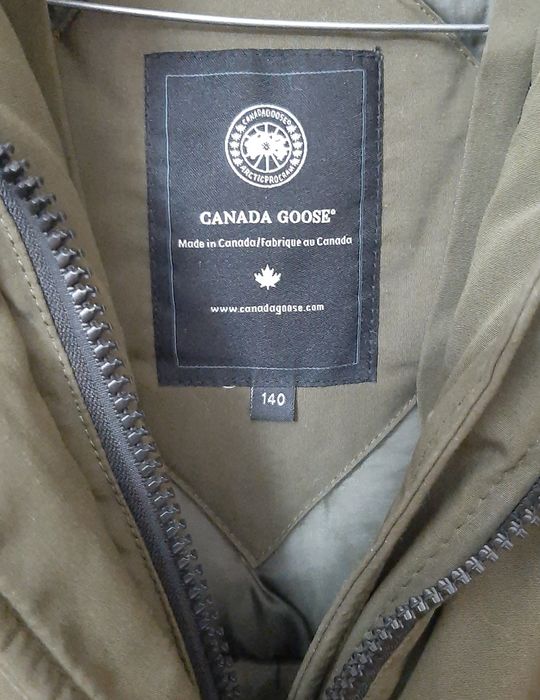 CANADA GOOSE®
ARCTIC PROGRAM
CANADA GOOSE®
Made in Canada/Fabrique au Canada
www.canadagoose.com
140